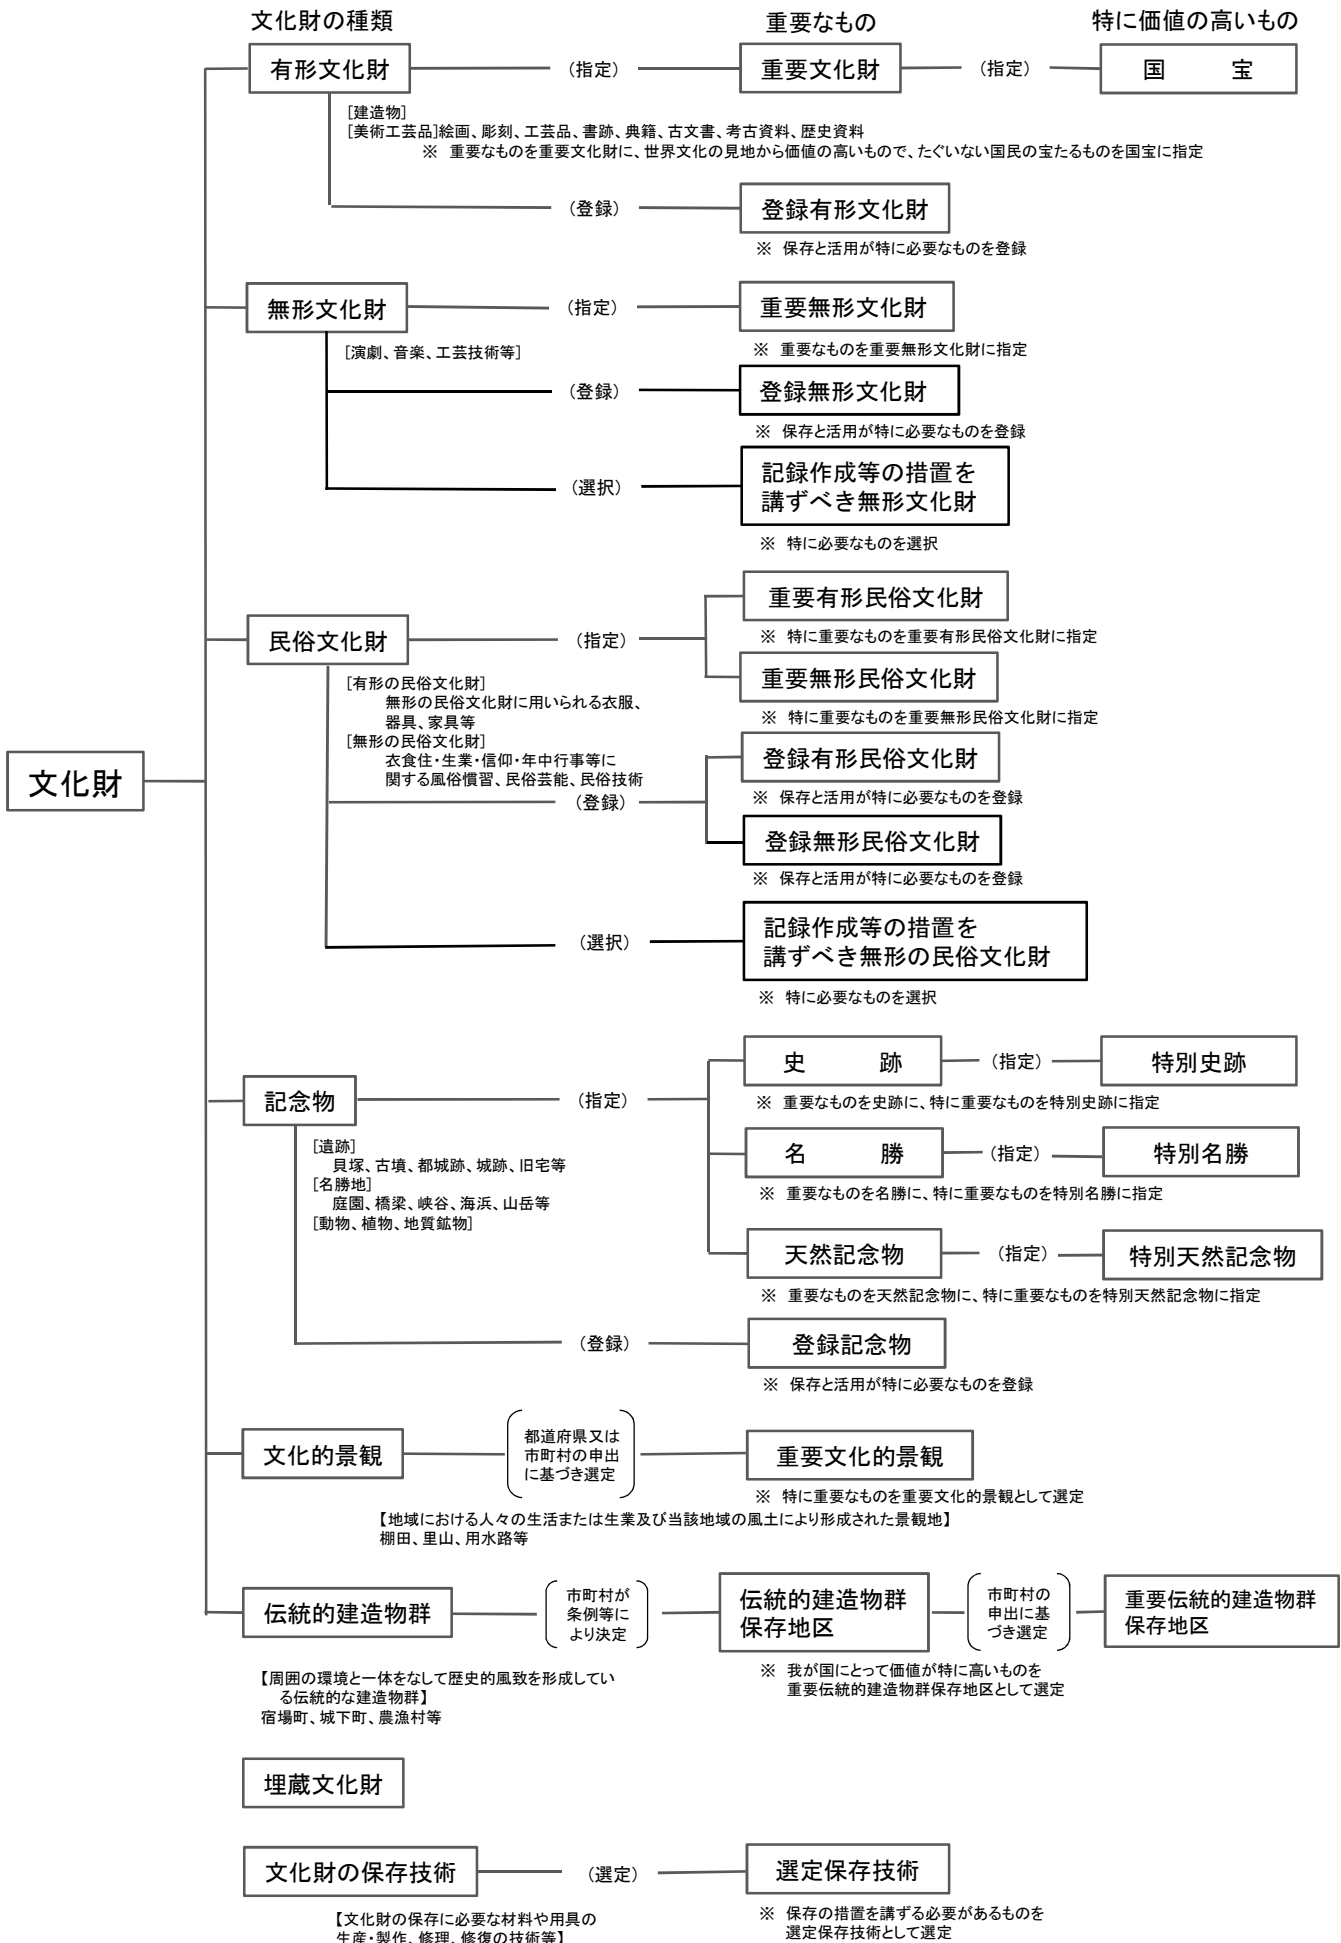 文化財の種類
重要なもの
特に価値の高いもの
有形文化財
（指定）
重要文化財
（指定）
国　宝
［建造物］
［美術工芸品］絵画、彫刻、工芸品、書跡、典籍、古文書、考古資料、歴史資料
※　重要なものを重要文化財に、世界文化の見地から価値の高いもので、たぐいない国民の宝たるものを国宝に指定
（登録）
登録有形文化財
※　保存と活用が特に必要なものを登録
無形文化財
（指定）
重要無形文化財
［演劇、音楽、工芸技術等］
※　重要なものを重要無形文化財に指定
（登録）
登録無形文化財
※　保存と活用が特に必要なものを登録
（選択）
記録作成等の措置を
講ずべき無形文化財
※　特に必要なものを選択
民俗文化財
（指定）
重要有形民俗文化財
※　特に重要なものを重要有形民俗文化財に指定
重要無形民俗文化財
※　特に重要なものを重要無形民俗文化財に指定
［有形の民俗文化財］
無形の民俗文化財に用いられる衣服、
器具、家具等
［無形の民俗文化財］
衣食住・生業・信仰・年中行事等に
関する風俗慣習、民俗芸能、民俗技術
文化財
（登録）
登録有形民俗文化財
※　保存と活用が特に必要なものを登録
登録無形民俗文化財
※　保存と活用が特に必要なものを登録
（選択）
記録作成等の措置を
講ずべき無形の民俗文化財
※　特に必要なものを選択
記念物
（指定）
史　跡
（指定）
特別史跡
※　重要なものを史跡に、特に重要なものを特別史跡に指定
［遺跡］
貝塚、古墳、都城跡、城跡、旧宅等
［名勝地］
庭園、橋梁、峡谷、海浜、山岳等
［動物、植物、地質鉱物］
名　勝
（指定）
特別名勝
※　重要なものを名勝に、特に重要なものを特別名勝に指定
天然記念物
（指定）
特別天然記念物
※　重要なものを天然記念物に、特に重要なものを特別天然記念物に指定
（登録）
登録記念物
※　保存と活用が特に必要なものを登録
文化的景観
都道府県又は
市町村の申出
に基づき選定
重要文化的景観
※　特に重要なものを重要文化的景観として選定
【地域における人々の生活または生業及び当該地域の風土により形成された景観地】
棚田、里山、用水路等
伝統的建造物群
市町村が
条例等に
より決定
伝統的建造物群
保存地区
市町村の
申出に基
づき選定
重要伝統的建造物群
保存地区
※　我が国にとって価値が特に高いものを
重要伝統的建造物群保存地区として選定
【周囲の環境と一体をなして歴史的風致を形成してい
る伝統的な建造物群】
宿場町、城下町、農漁村等
埋蔵文化財
文化財の保存技術
（選定）
選定保存技術
※　保存の措置を講ずる必要があるものを
選定保存技術として選定
【文化財の保存に必要な材料や用具の
生産・製作、修理、修復の技術等】